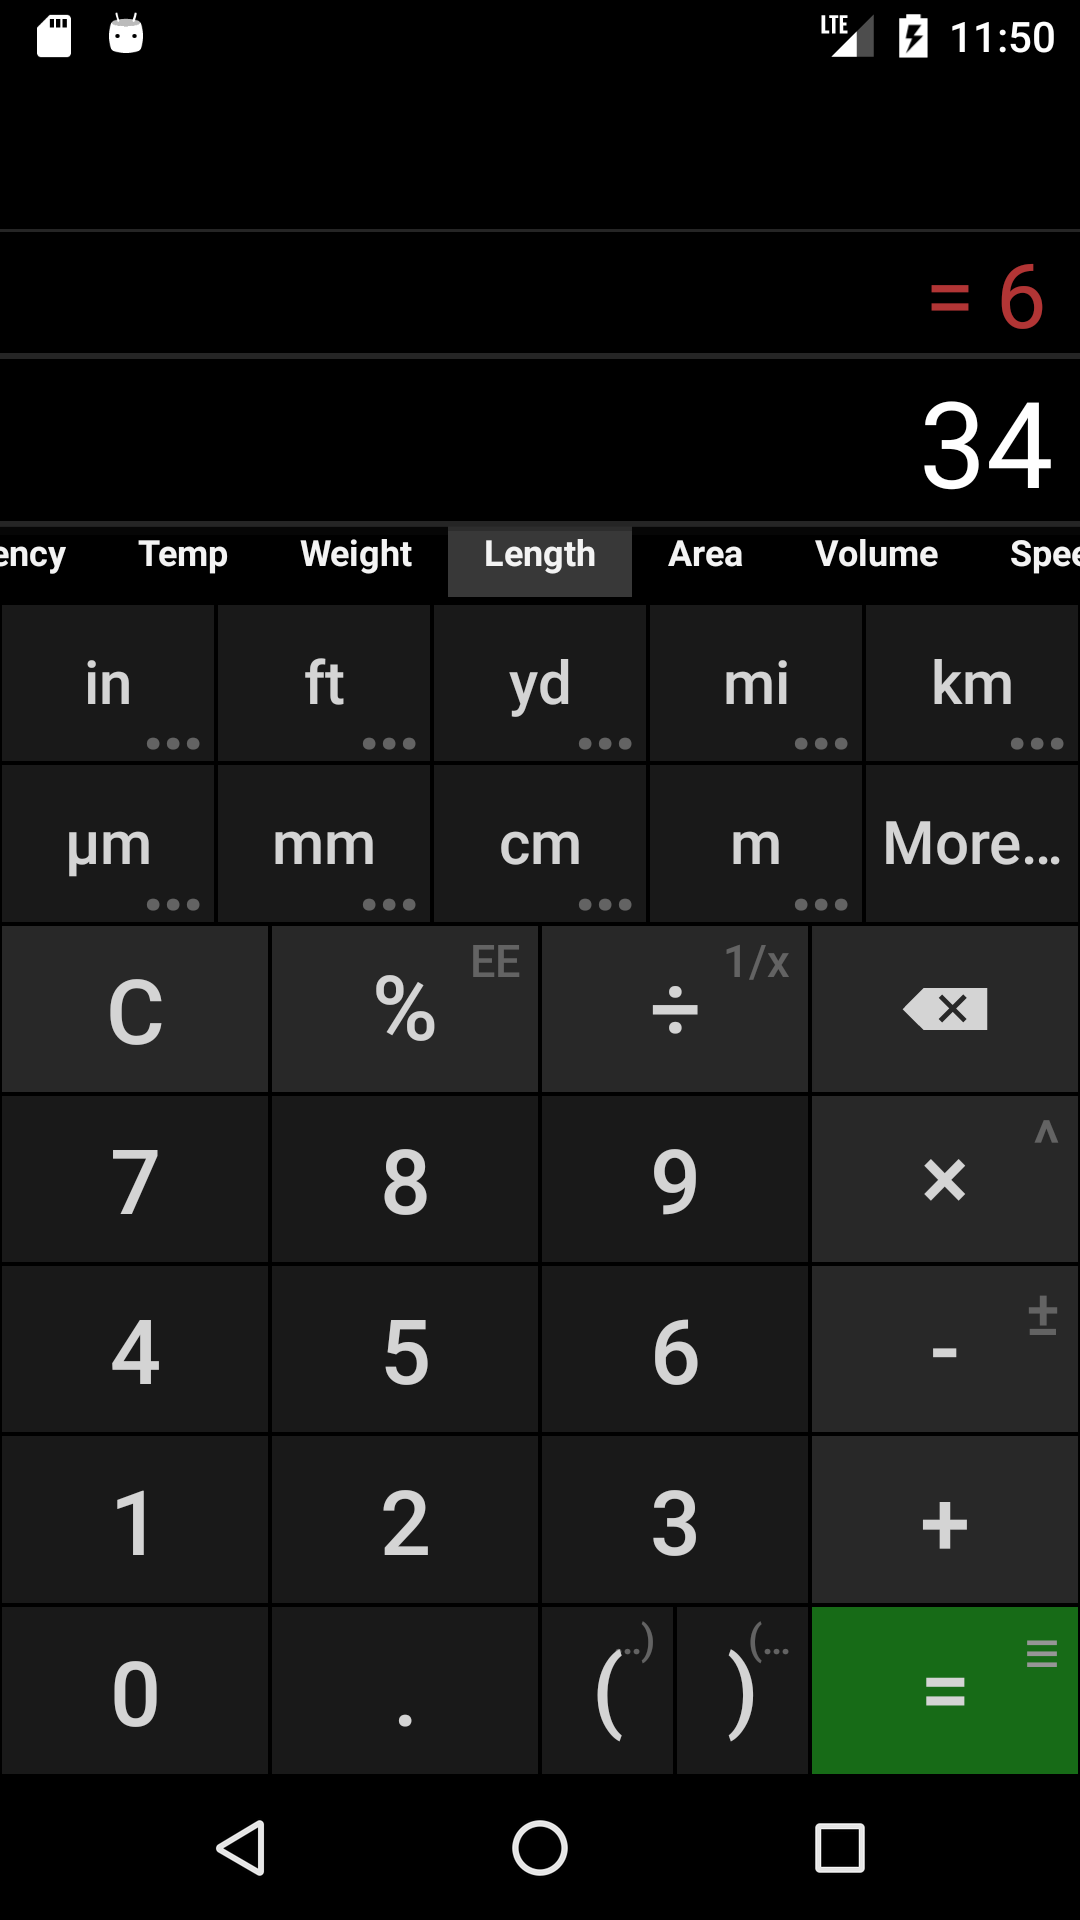 LTE 11:50
= 6
34
ency Temp Weight Length Area Volume Spee
in ft yd mi km
µm mm cm m More...
C % EE ÷ 1/x
7 8 9 × ^
4 5 6 - ±
1 2 3 +
0 . ( ..) ) (... =